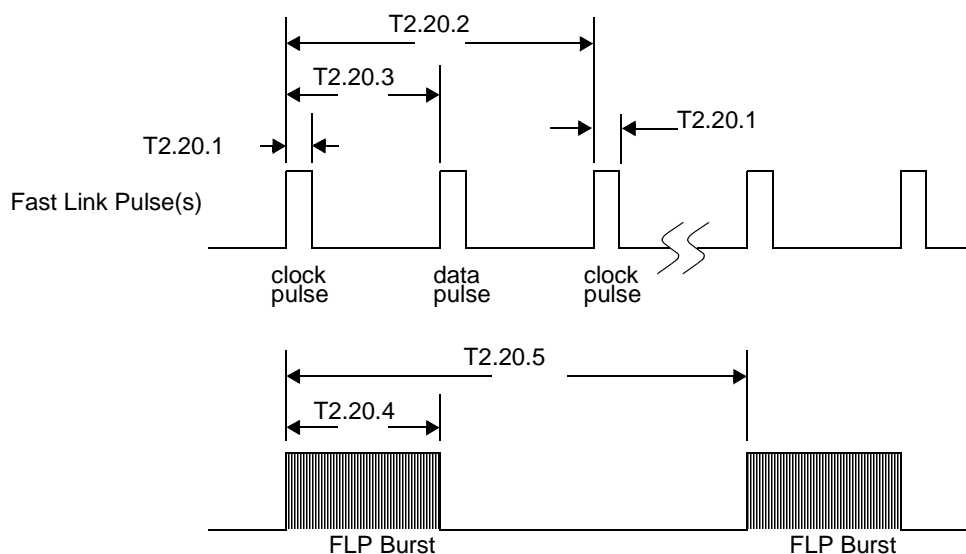 T2.20.2
T2.20.3
T2.20.1
T2.20.1
Fast Link Pulse(s)
clock
pulse
data
pulse
clock
pulse
T2.20.5
T2.20.4
FLP Burst
FLP Burst